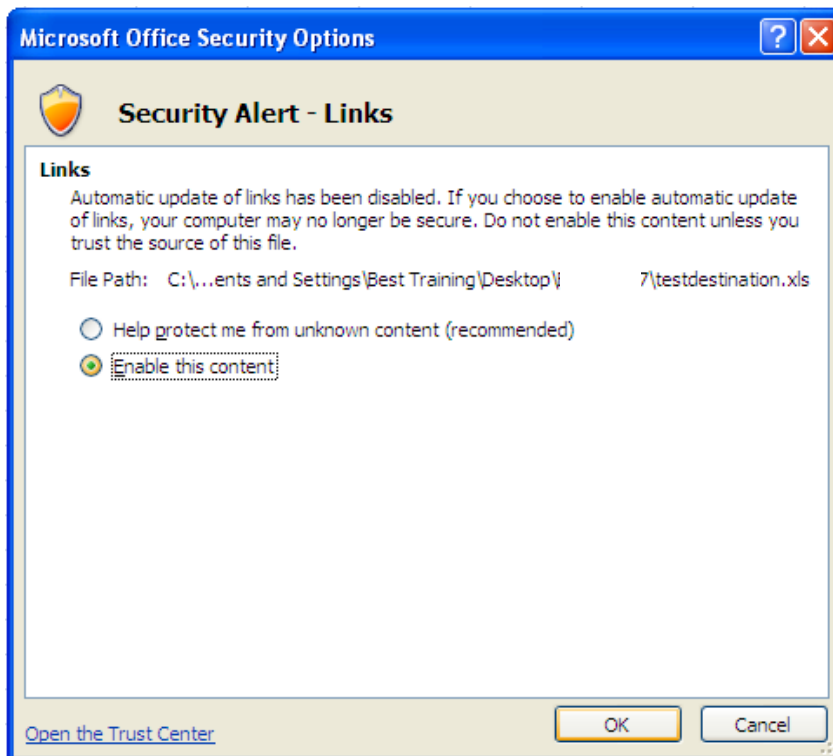 Microsoft Office Security Options
Security Alert - Links
Links
Automatic update of links has been disabled. If you choose to enable automatic update
of links, your computer may no longer be secure. Do not enable this content unless you
trust the source of this file.
File Path: C:\...ents and Settings\Best Training\Desktop\ 7\testdestination.xls
Help protect me from unknown content (recommended)
Enable this content
Open the Trust Center
OK
Cancel